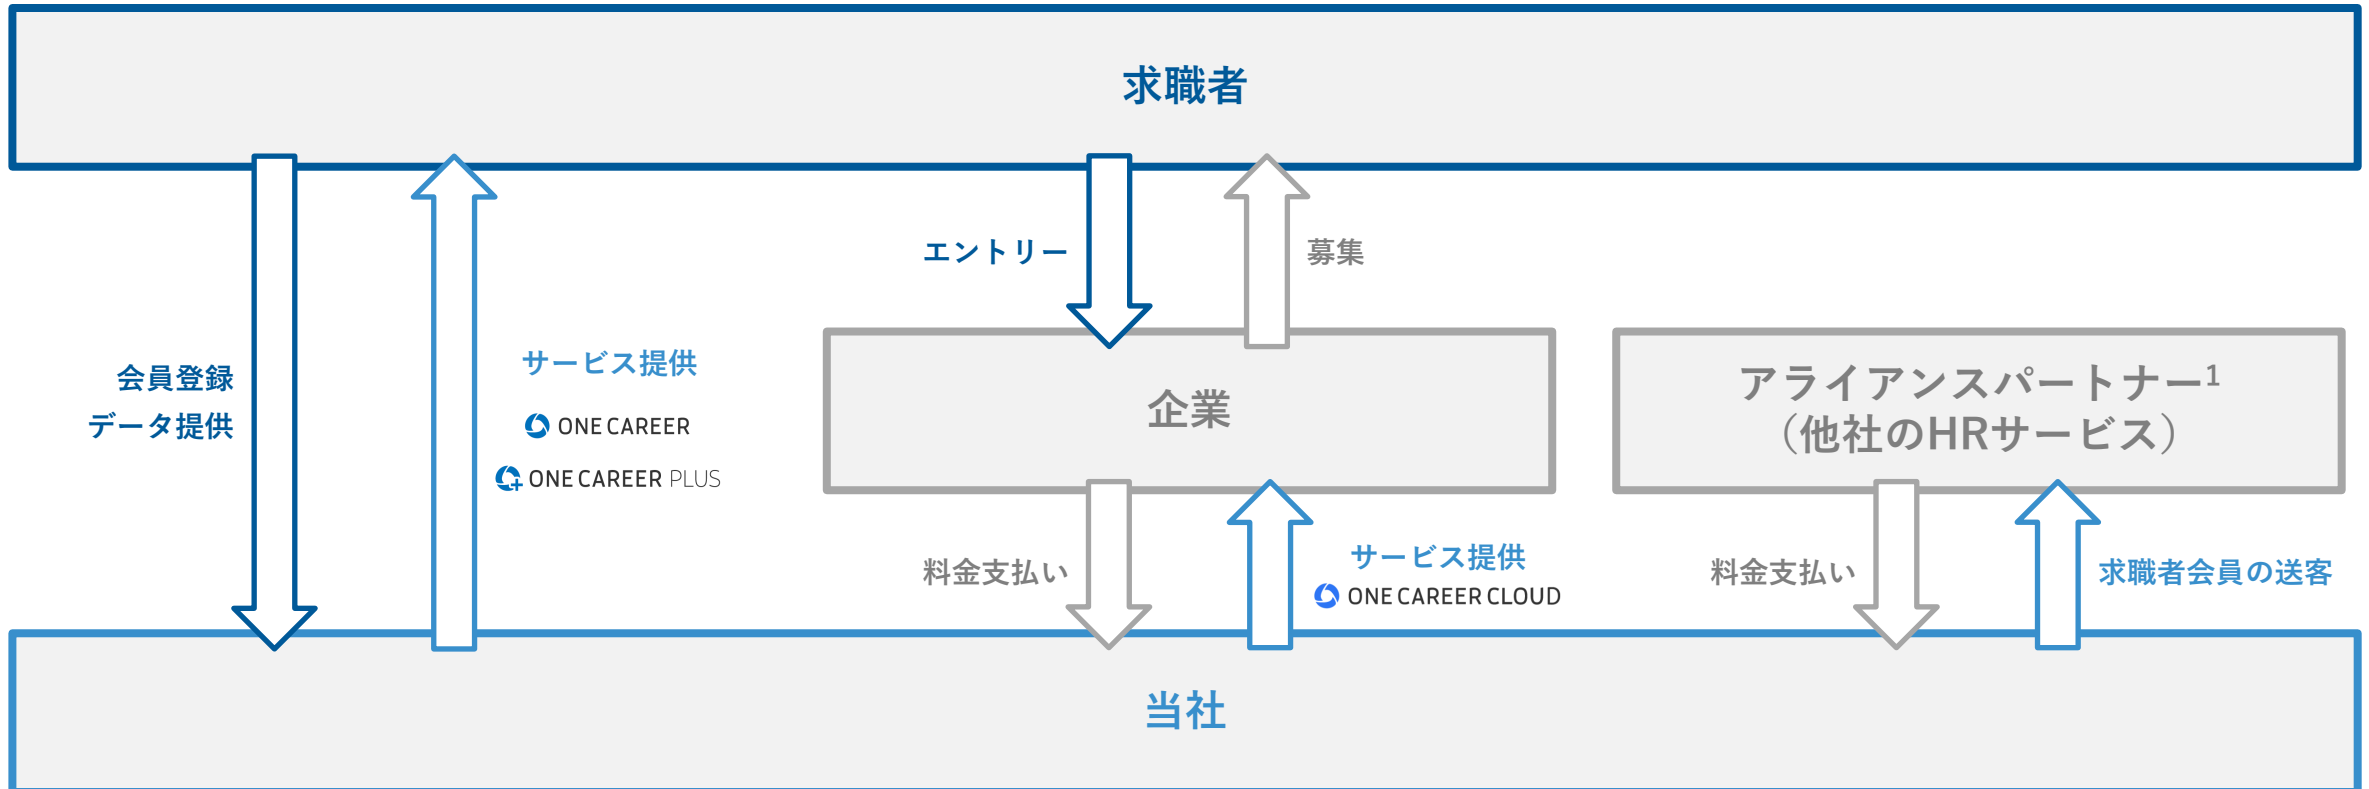 求職者
エントリー
募集
会員登録
データ提供
サービス提供
ONE CAREER
ONE CAREER PLUS
企業
アライアンスパートナー1
（他社のHRサービス）
料金支払い
サービス提供
ONE CAREER CLOUD
料金支払い
求職者会員の送客
当社